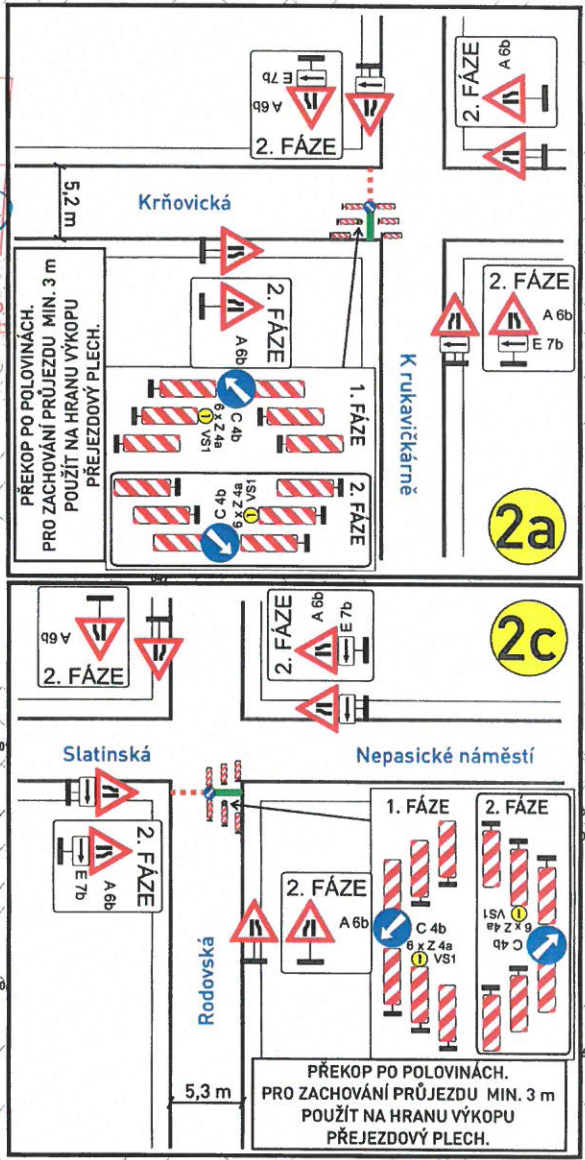 A 6b
E 7b
2. FÁZE
2. FÁZE
A 6b
5,2 m
Krňovická
2. FÁZE
A 6b
E 7b
2. FÁZE
A 6b
K rukavičkárně
PŘEKOP PO POLOVINÁCH.
PRO ZACHOVÁNÍ PRŮJEZDU MIN. 3 m
POUŽÍT NA HRANU VÝKOPU
PŘEJEZDOVÝ PLECH.
1. FÁZE
C 4b
6 x Z 4a
VS1
2. FÁZE
C 4b
6 x Z 4a
VS1
2a
2c
A 6b
2. FÁZE
E 7b
A 6b
2. FÁZE
Slatinská
Nepasické náměstí
2. FÁZE
A 6b
E 7b
2. FÁZE
A 6b
Rodovská
5,3 m
1. FÁZE
C 4b
6 x Z 4a
VS1
2. FÁZE
VS1
6 x Z 4a
C 4b
PŘEKOP PO POLOVINÁCH.
PRO ZACHOVÁNÍ PRŮJEZDU MIN. 3 m
POUŽÍT NA HRANU VÝKOPU
PŘEJEZDOVÝ PLECH.